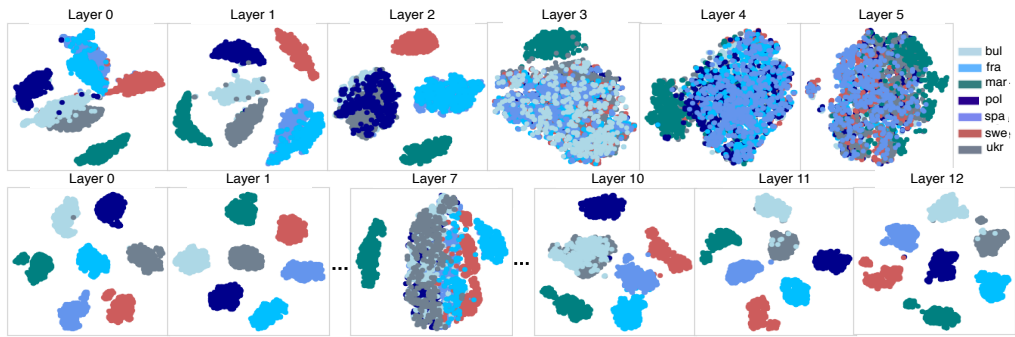 Layer 0 Layer 1 Layer 2 Layer 3 Layer 4 Layer 5
bul
fra
mar
pol
spa
swe
ukr
Layer 0 Layer 1 Layer 7 Layer 10 Layer 11 Layer 12
... ...